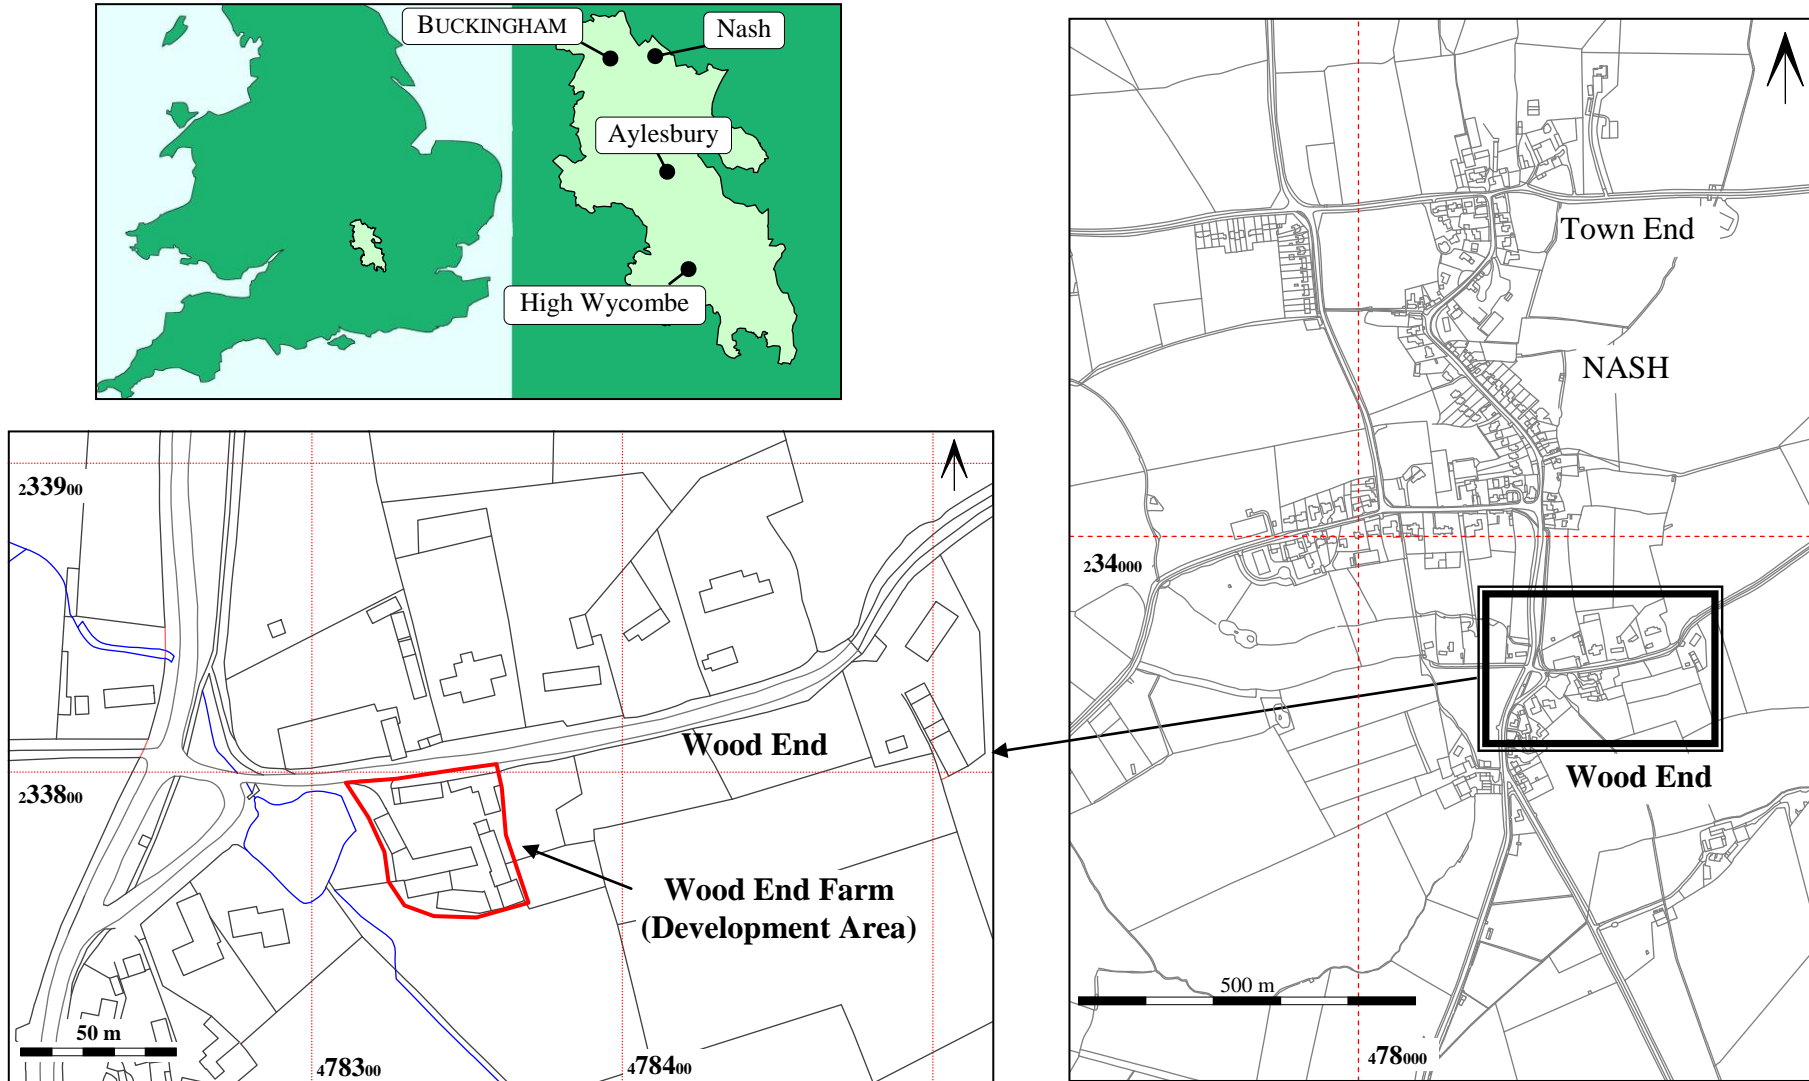 BUCKINGHAM
Nash
Aylesbury
High Wycombe
Town End
NASH
234000
Wood End
500 m
478000
233900
Wood End
233800
Wood End Farm
(Development Area)
50 m
478300
478400